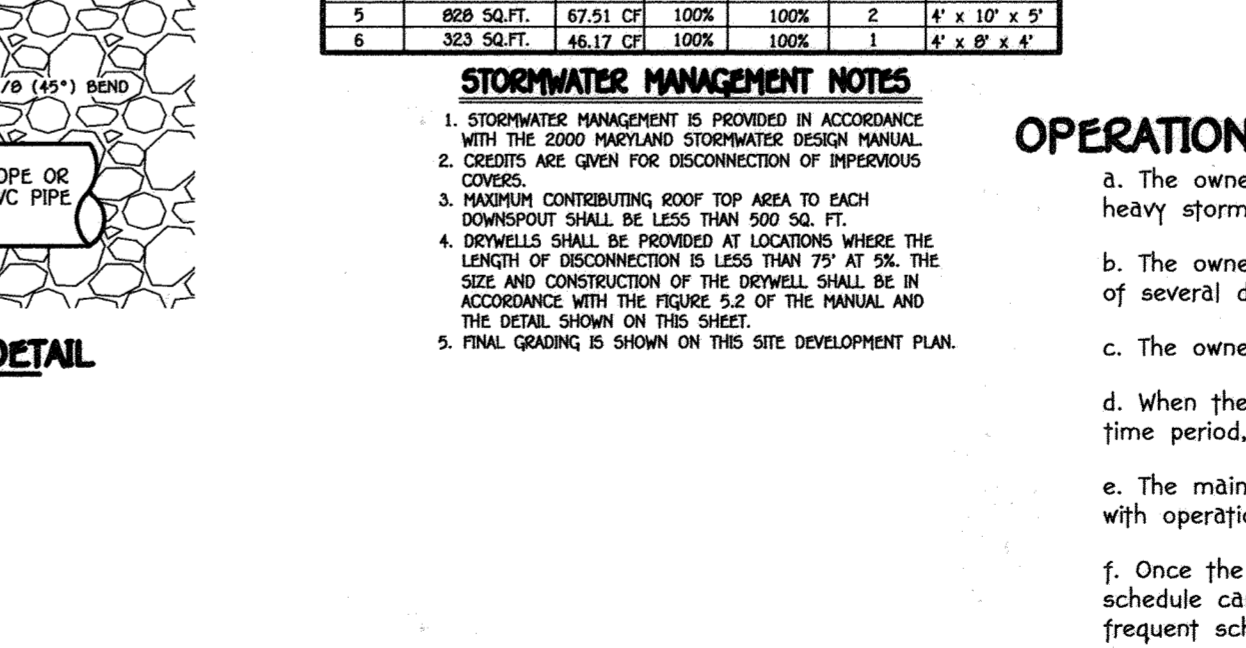 5 828 SQ.FT. 67.51 CF 100% 100% 2 4' x 10' x 5'
6 323 SQ.FT. 46.17 CF 100% 100% 1 4' x 8' x 4'
/8 (45°) BEND
OPE OR
VC PIPE
DETAIL
STORMWATER MANAGEMENT NOTES
1. STORMWATER MANAGEMENT IS PROVIDED IN ACCORDANCE
WITH THE 2000 MARYLAND STORMWATER DESIGN MANUAL.
2. CREDITS ARE GIVEN FOR DISCONNECTION OF IMPERVIOUS
COVERS.
3. MAXIMUM CONTRIBUTING ROOF TOP AREA TO EACH
DOWNSPOUT SHALL BE LESS THAN 500 SQ. FT.
4. DRYWELLS SHALL BE PROVIDED AT LOCATIONS WHERE THE
LENGTH OF DISCONNECTION IS LESS THAN 75' AT 5%. THE
SIZE AND CONSTRUCTION OF THE DRYWELL SHALL BE IN
ACCORDANCE WITH THE FIGURE 5.2 OF THE MANUAL AND
THE DETAIL SHOWN ON THIS SHEET.
5. FINAL GRADING IS SHOWN ON THIS SITE DEVELOPMENT PLAN.
OPERATION
a. The owne
heavy storm
b. The owne
of several d
c. The owne
d. When the
time period,
e. The main
with operatio
f. Once the
schedule ca
frequent sch